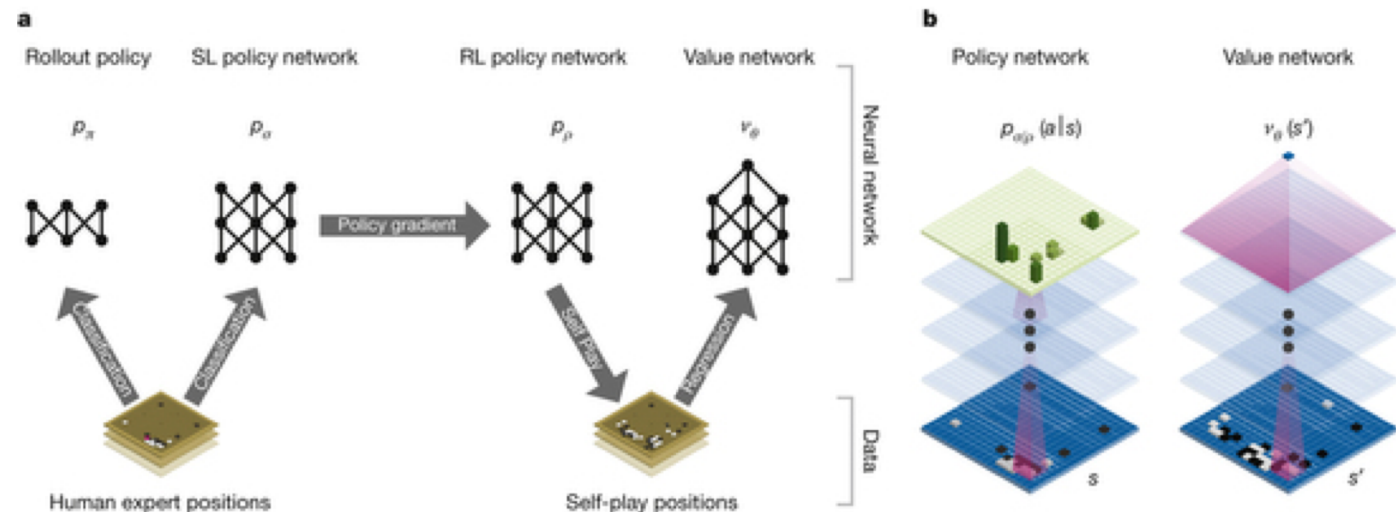 a
Rollout policy
SL policy network
RL policy network
Value network
pπ
pσ
pρ
vθ
Policy gradient
Classification
Classification
Self Play
Regression
Neural network
Data
Human expert positions
Self-play positions
b
Policy network
Value network
pσ⁄ρ (a|s)
vθ (s′)
s
s′